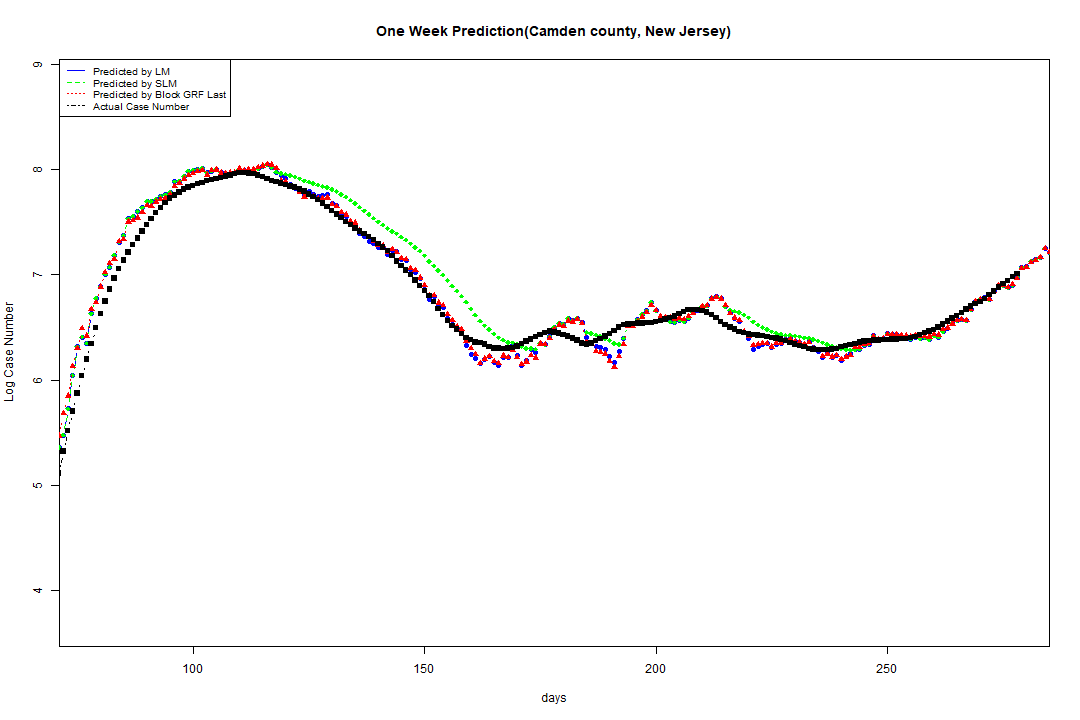 One Week Prediction(Camden county, New Jersey)
Predicted by LM
Predicted by SLM
Predicted by Block GRF Last
Actual Case Number
9
8
7
6
5
4
Log Case Number
100 150 200 250
days